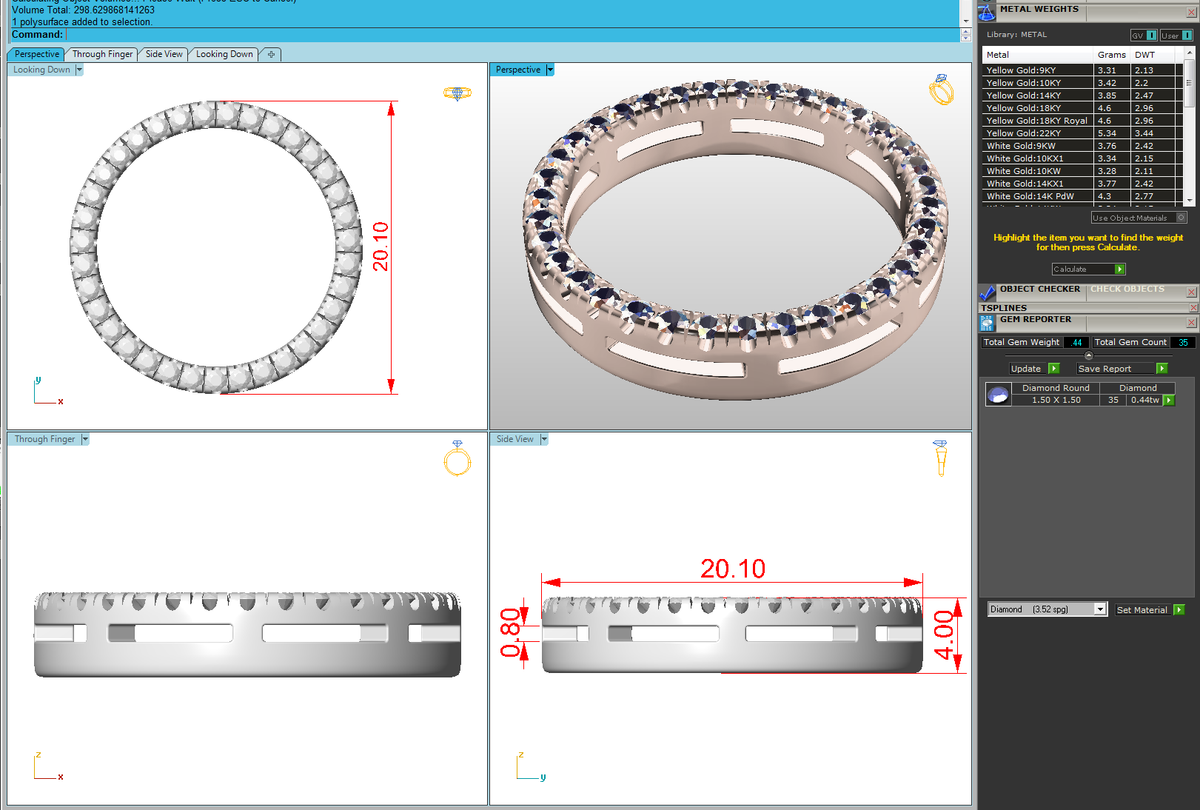 Volume Total: 298.629868141263
1 polysurface added to selection.
Command:
Perspective
Through Finger
Side View
Looking Down
Looking Down
20.10
y
x
Perspective
Through Finger
z
x
Side View
20.10
0.80
4.00
z
y
METAL WEIGHTS
Library: METAL
GV I User I
Metal Grams DWT
Yellow Gold:9KY 3.31 2.13
Yellow Gold:10KY 3.42 2.2
Yellow Gold:14KY 3.85 2.47
Yellow Gold:18KY 4.6 2.96
Yellow Gold:18KY Royal 4.6 2.96
Yellow Gold:22KY 5.34 3.44
White Gold:9KW 3.76 2.42
White Gold:10KX1 3.34 2.15
White Gold:10KW 3.28 2.11
White Gold:14KX1 3.77 2.42
White Gold:14K PdW 4.3 2.77
Use Object Materials
Highlight the item you want to find the weight
for then press Calculate.
Calculate
OBJECT CHECKER CHECK OBJECTS
TSPLINES
GEM REPORTER
Total Gem Weight .44 Total Gem Count 35
Update Save Report
Diamond Round Diamond
1.50 X 1.50 35 0.44tw
Diamond (3.52 spg) Set Material